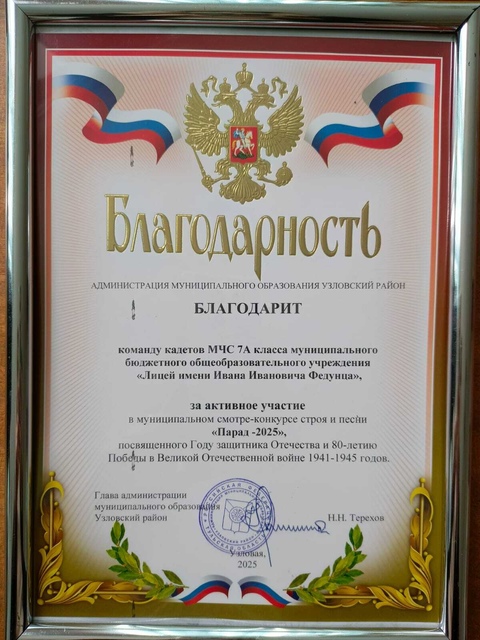 Благодарность
АДМИНИСТРАЦИЯ МУНИЦИПАЛЬНОГО ОБРАЗОВАНИЯ УЗЛОВСКИЙ РАЙОН
БЛАГОДАРИТ
команду кадетов МЧС 7А класса муниципального
бюджетного общеобразовательного учреждения
«Лицей имени Ивана Ивановича Федунца»,
за активное участие
в муниципальном смотре-конкурсе строя и песни
«Парад -2025»,
посвященного Году защитника Отечества и 80-летию
Победы в Великой Отечественной войне 1941-1945 годов.
Глава администрации
муниципального образования
Узловский район
Н.Н. Терехов
Узловая,
2025